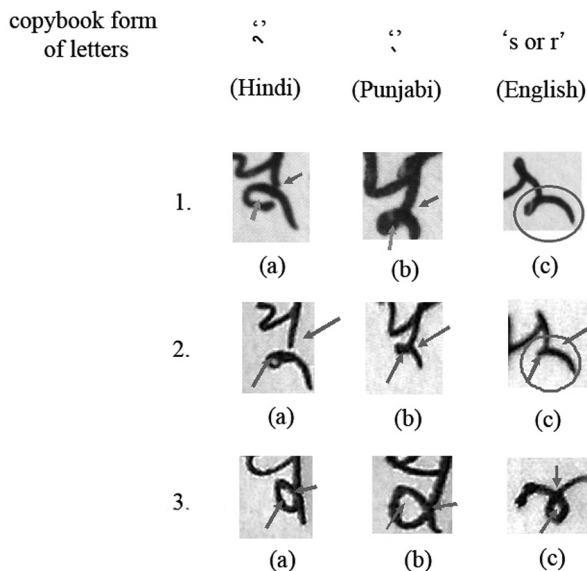 copybook form of letters
‘ ’ ‘ ’ ‘s or r’
(Hindi) (Punjabi) (English)
1.
(a) (b) (c)
2.
(a) (b) (c)
3.
(a) (b) (c)